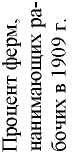 Процент ферм,
нанимающих ра-
бочих в 1909 г.